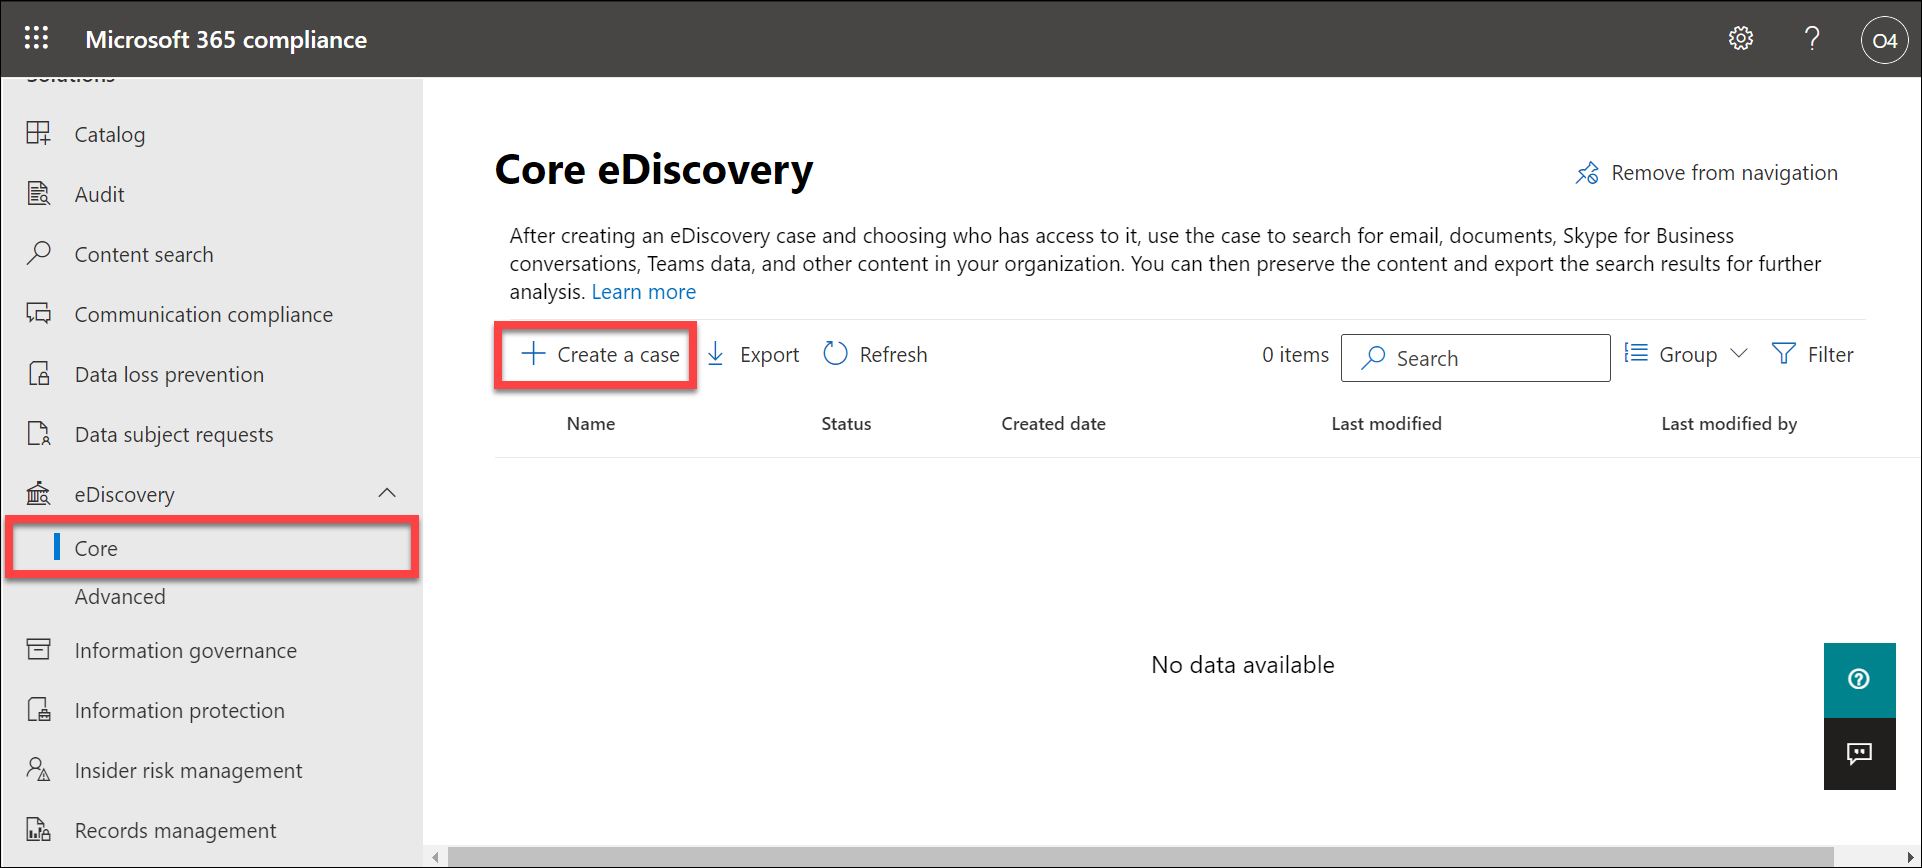 Microsoft 365 compliance
O4
Solutions
Catalog
Audit
Content search
Communication compliance
Data loss prevention
Data subject requests
eDiscovery
Core
Advanced
Information governance
Information protection
Insider risk management
Records management
Core eDiscovery
Remove from navigation
After creating an eDiscovery case and choosing who has access to it, use the case to search for email, documents, Skype for Business
conversations, Teams data, and other content in your organization. You can then preserve the content and export the search results for further
analysis. Learn more
Create a case Export Refresh 0 items Search Group Filter
Name Status Created date Last modified Last modified by
No data available